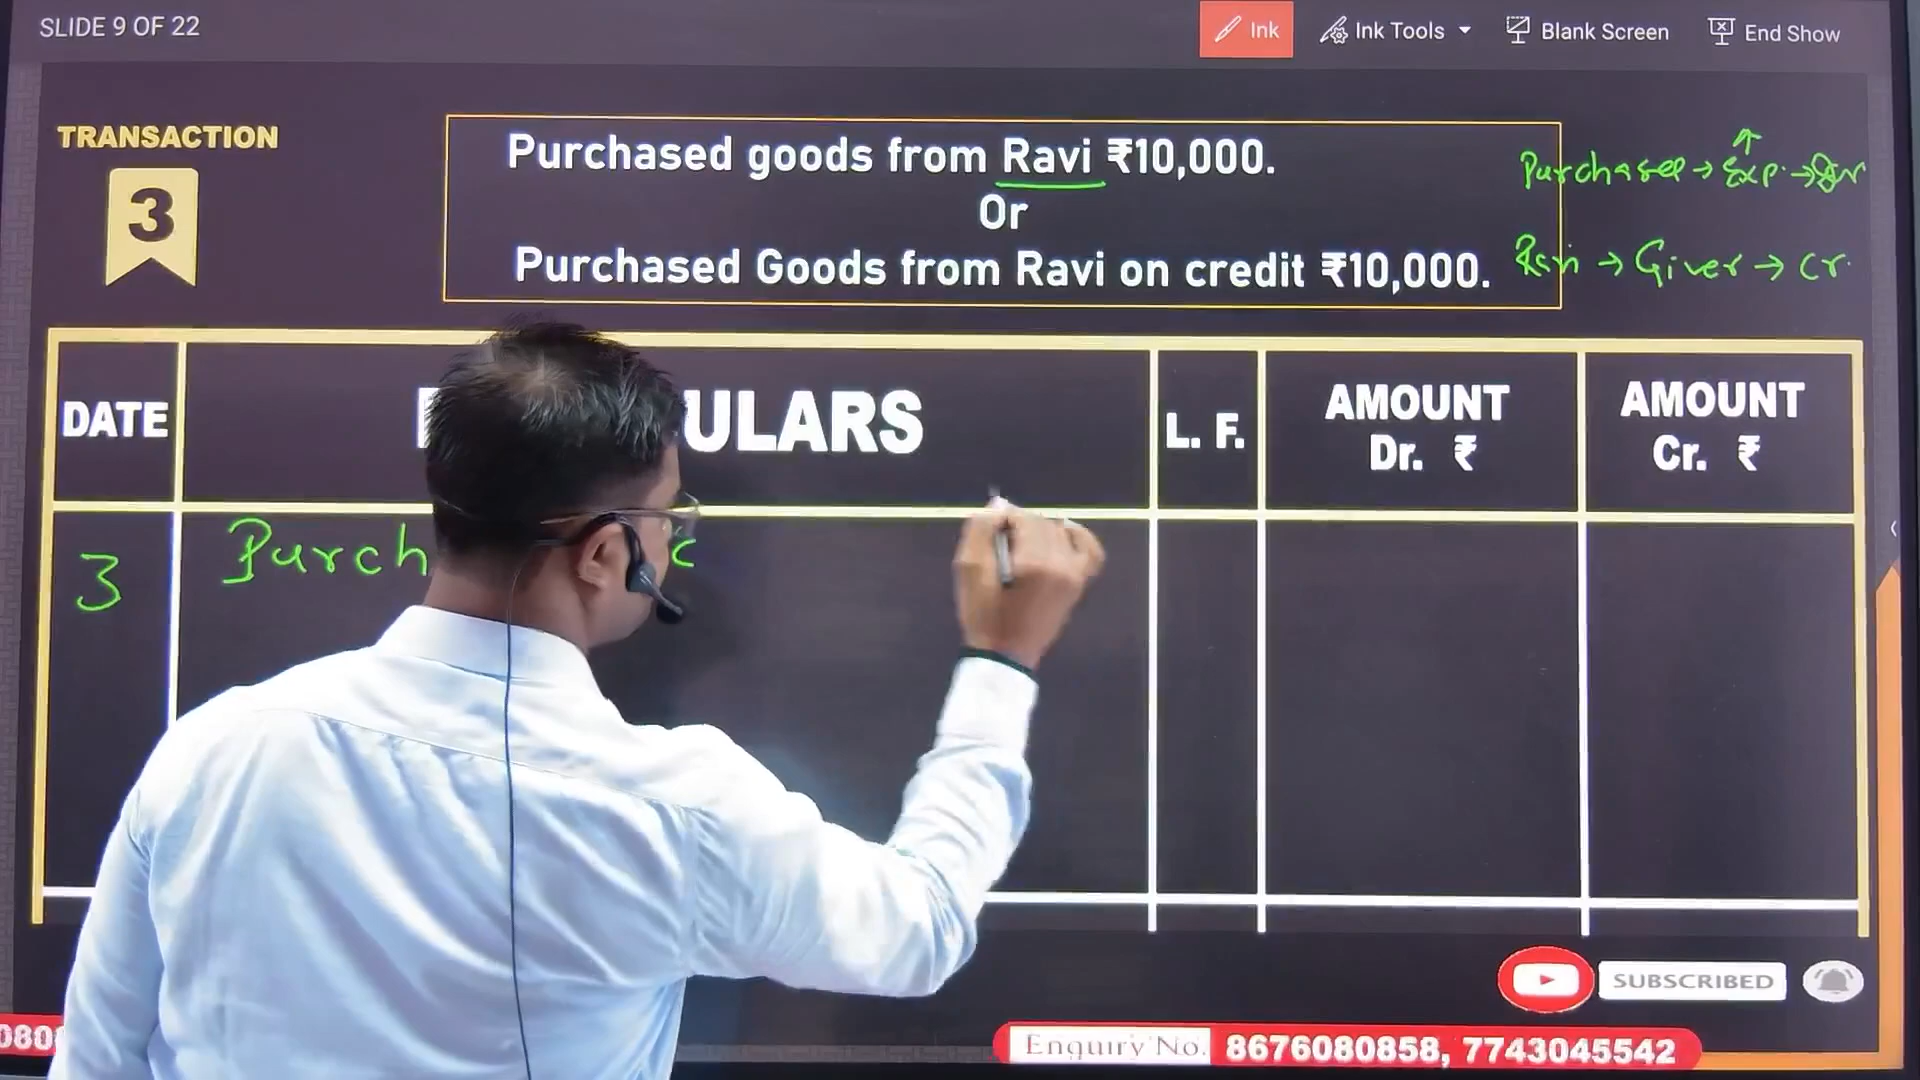 SLIDE 9 OF 22
Ink
Ink Tools
Blank Screen
End Show
TRANSACTION
3
Purchased goods from Ravi ₹10,000.
Or
Purchased Goods from Ravi on credit ₹10,000.
Purchased → Exp. → Dr
Ravi → Giver → Cr.
DATE
ULARS
L. F.
AMOUNT
Dr. ₹
AMOUNT
Cr. ₹
3
Purch
SUBSCRIBED
Enquiry No. 8676080858, 7743045542